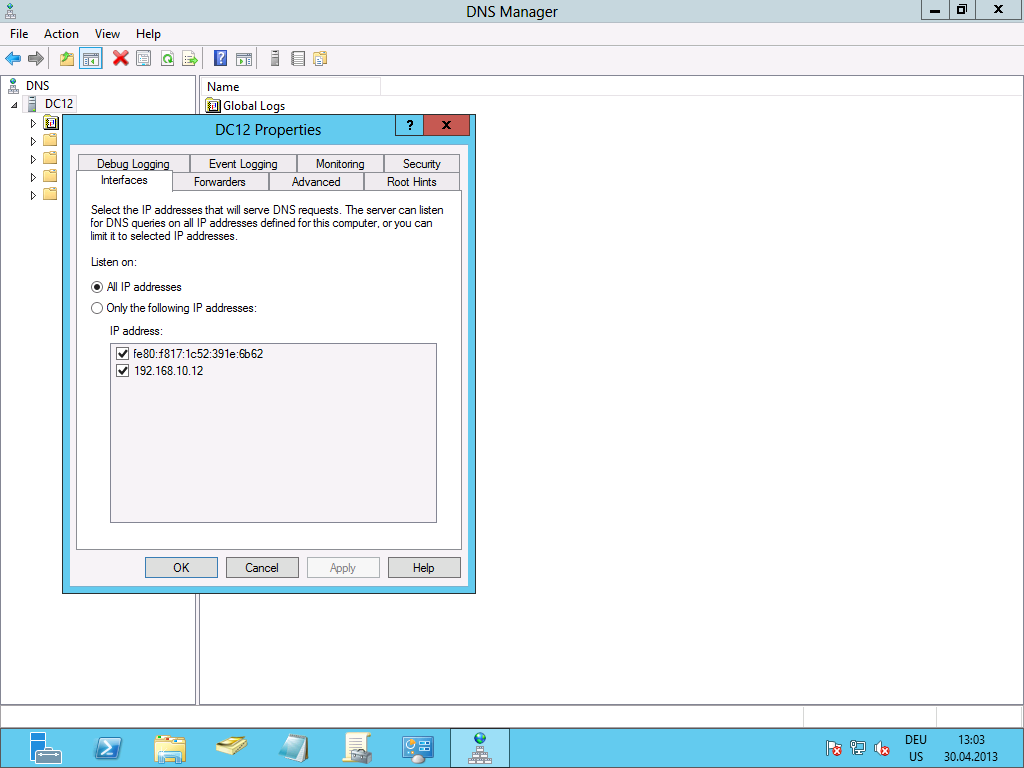 DNS Manager
File Action View Help
DNS
DC12
Name
Global Logs
DC12 Properties
Debug Logging Event Logging Monitoring Security
Interfaces Forwarders Advanced Root Hints
Select the IP addresses that will serve DNS requests. The server can listen
for DNS queries on all IP addresses defined for this computer, or you can
limit it to selected IP addresses.
Listen on:
All IP addresses
Only the following IP addresses:
IP address:
fe80::f817:1c52:391e:6b62
192.168.10.12
OK Cancel Apply Help
DEU 13:03
US 30.04.2013